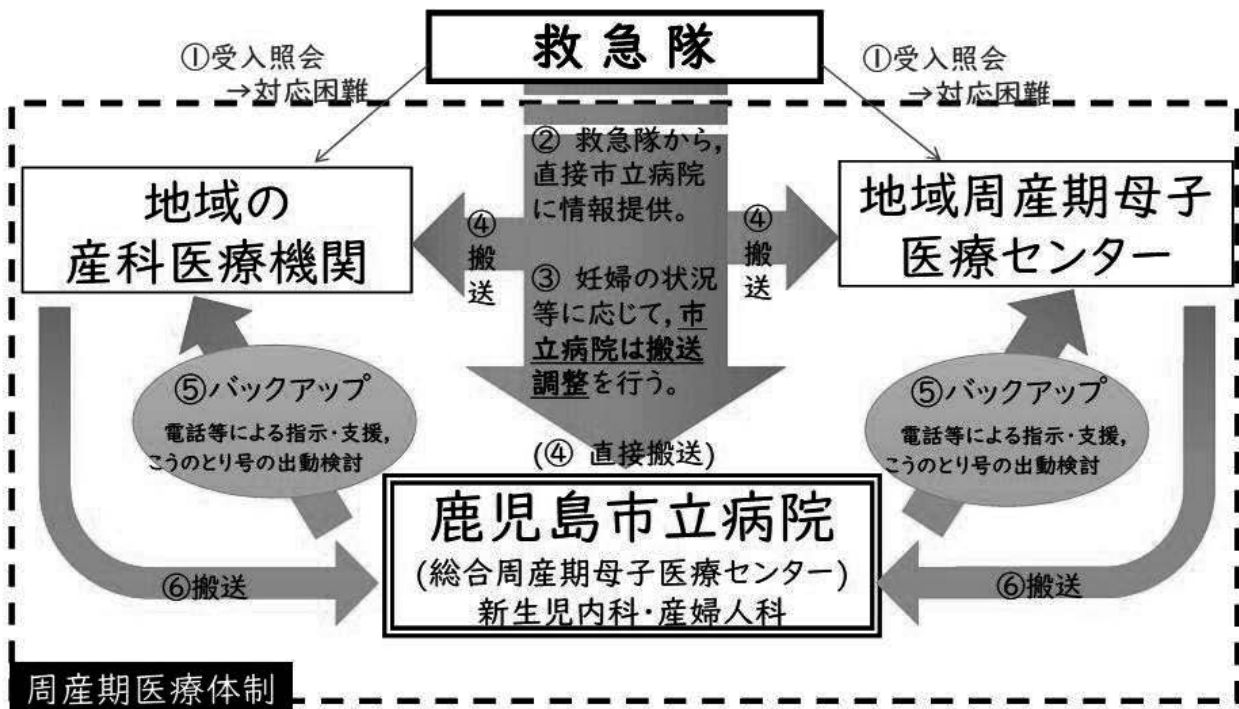 救急隊
①受入照会
→対応困難
①受入照会
→対応困難
② 救急隊から,
直接市立病院
に情報提供。
地域の
産科医療機関
地域周産期母子
医療センター
④
搬
送
④
搬
送
③ 妊婦の状況
等に応じて,市
立病院は搬送
調整を行う。
⑤バックアップ
電話等による指示・支援,
こうのとり号の出動検討
⑤バックアップ
電話等による指示・支援,
こうのとり号の出動検討
(④ 直接搬送)
鹿児島市立病院
(総合周産期母子医療センター)
新生児内科・産婦人科
⑥搬送
⑥搬送
周産期医療体制